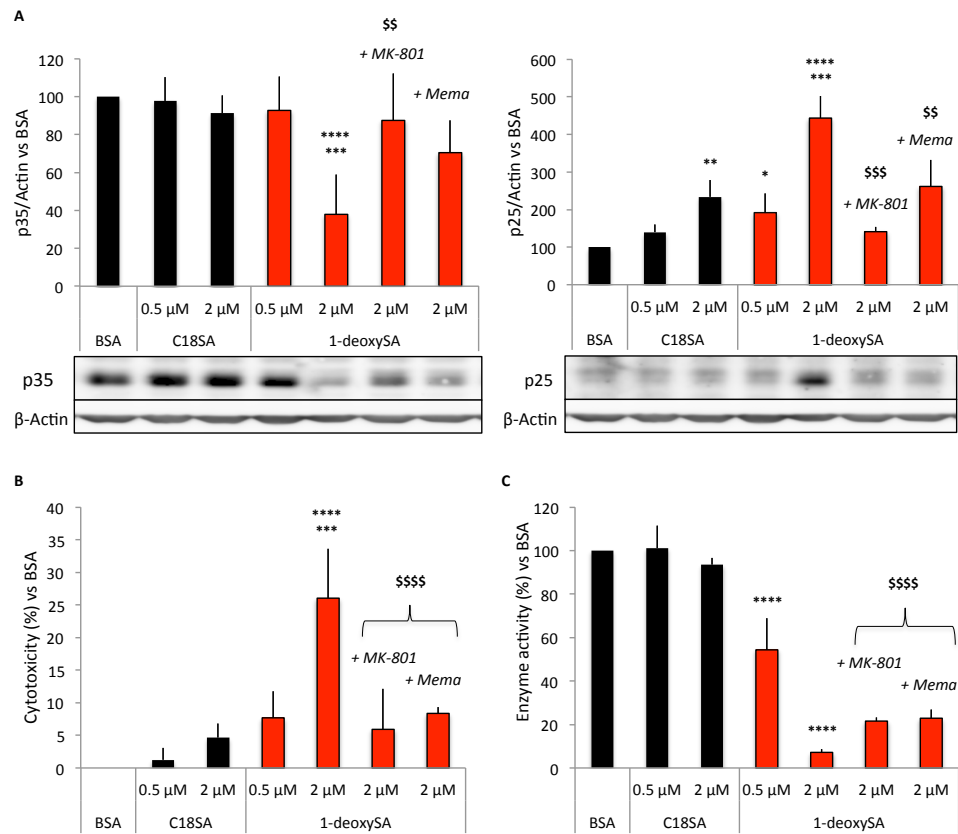 A
$$
+ MK-801
+ Mema
****
***
p35/Actin vs BSA
120
100
80
60
40
20
0
0.5 µM
2 µM
0.5 µM
2 µM
2 µM
2 µM
BSA
C18SA
1-deoxySA
p35
β-Actin
****
***
$$
+ Mema
$$$
+ MK-801
**
*
p25/Actin vs BSA
600
500
400
300
200
100
0
0.5 µM
2 µM
0.5 µM
2 µM
2 µM
2 µM
BSA
C18SA
1-deoxySA
p25
β-Actin
B
****
***
$$$$
+ MK-801
+ Mema
Cytotoxicity (%) vs BSA
40
35
30
25
20
15
10
5
0
0.5 µM
2 µM
0.5 µM
2 µM
2 µM
2 µM
BSA
C18SA
1-deoxySA
C
$$$$
****
+ MK-801
+ Mema
****
Enzyme activity (%) vs BSA
120
100
80
60
40
20
0
0.5 µM
2 µM
0.5 µM
2 µM
2 µM
2 µM
BSA
C18SA
1-deoxySA